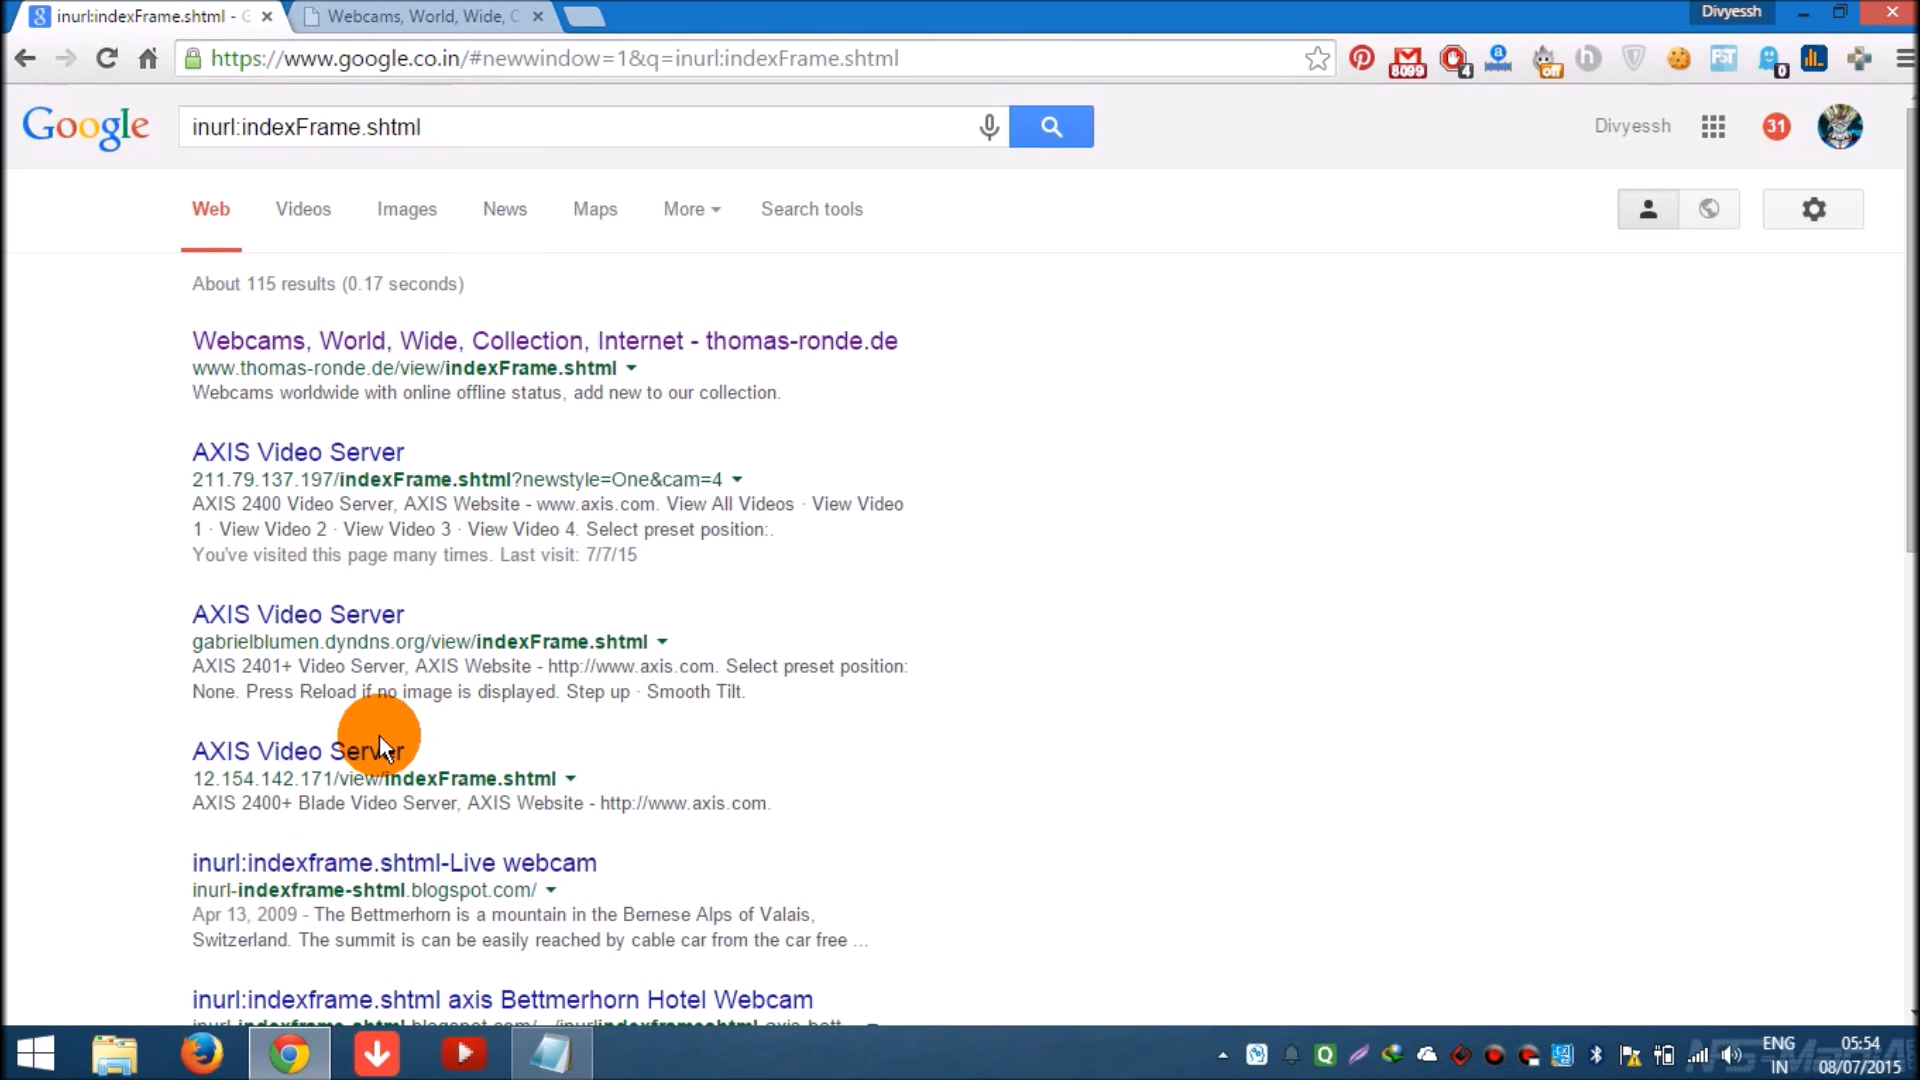 inurl:indexFrame.shtml - G
Webcams, World, Wide, C
Divyessh
https://www.google.co.in/#newwindow=1&q=inurl:indexFrame.shtml
8099
4
off
FST
0
Google
inurl:indexFrame.shtml
Divyessh
31
Web
Videos
Images
News
Maps
More
Search tools
About 115 results (0.17 seconds)
Webcams, World, Wide, Collection, Internet - thomas-ronde.de
www.thomas-ronde.de/view/indexFrame.shtml
Webcams worldwide with online offline status, add new to our collection.
AXIS Video Server
211.79.137.197/indexFrame.shtml?newstyle=One&cam=4
AXIS 2400 Video Server, AXIS Website - www.axis.com. View All Videos · View Video
1 · View Video 2 · View Video 3 · View Video 4. Select preset position:.
You've visited this page many times. Last visit: 7/7/15
AXIS Video Server
gabrielblumen.dyndns.org/view/indexFrame.shtml
AXIS 2401+ Video Server, AXIS Website - http://www.axis.com. Select preset position:
None. Press Reload if no image is displayed. Step up · Smooth Tilt.
AXIS Video Server
12.154.142.171/view/indexFrame.shtml
AXIS 2400+ Blade Video Server, AXIS Website - http://www.axis.com.
inurl:indexframe.shtml-Live webcam
inurl-indexframe-shtml.blogspot.com/
Apr 13, 2009 - The Bettmerhorn is a mountain in the Bernese Alps of Valais,
Switzerland. The summit is can be easily reached by cable car from the car free ...
inurl:indexframe.shtml axis Bettmerhorn Hotel Webcam
ENG
IN
05:54
08/07/2015